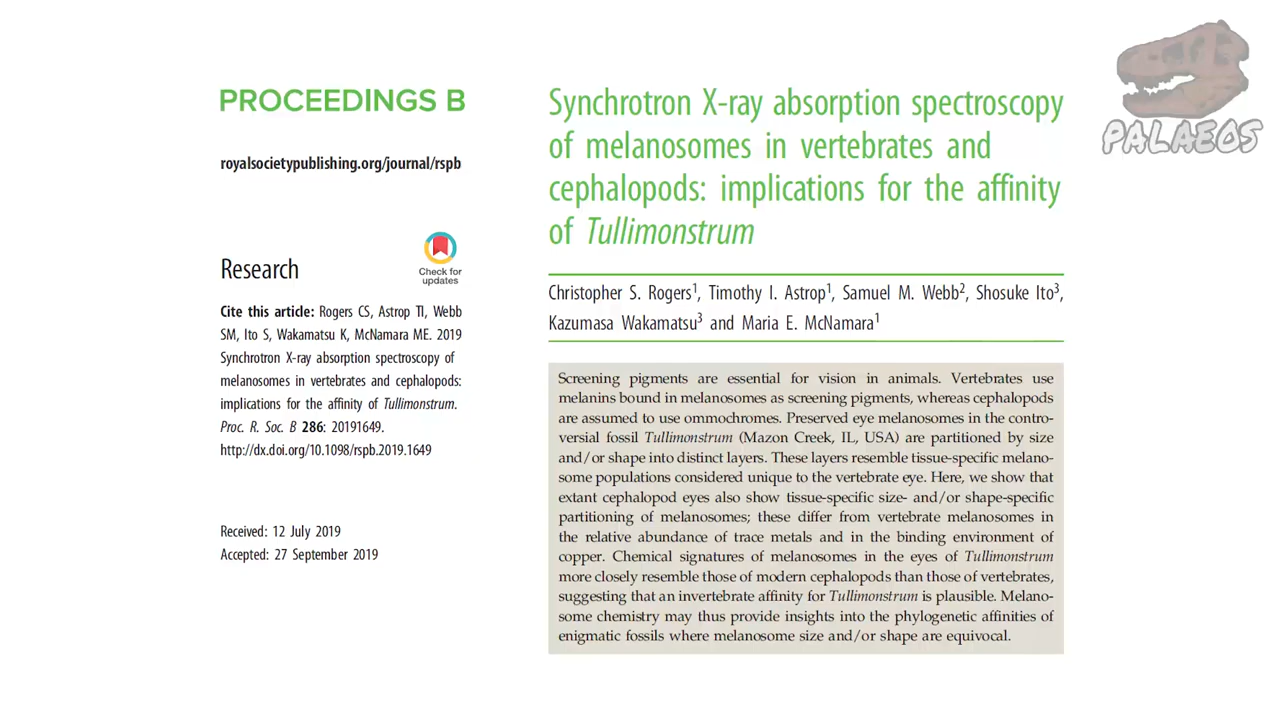 PROCEEDINGS B
royalsocietypublishing.org/journal/rspb
Research
Check for
updates
Cite this article: Rogers CS, Astrop TI, Webb
SM, Ito S, Wakamatsu K, McNamara ME. 2019
Synchrotron X-ray absorption spectroscopy of
melanosomes in vertebrates and cephalopods:
implications for the affinity of Tullimonstrum.
Proc. R. Soc. B 286: 20191649.
http://dx.doi.org/10.1098/rspb.2019.1649
Received: 12 July 2019
Accepted: 27 September 2019
Synchrotron X-ray absorption spectroscopy
of melanosomes in vertebrates and
cephalopods: implications for the affinity
of Tullimonstrum
Christopher S. Rogers1, Timothy I. Astrop1, Samuel M. Webb2, Shosuke Ito3,
Kazumasa Wakamatsu3 and Maria E. McNamara1
Screening pigments are essential for vision in animals. Vertebrates use
melanins bound in melanosomes as screening pigments, whereas cephalopods
are assumed to use ommochromes. Preserved eye melanosomes in the contro-
versial fossil Tullimonstrum (Mazon Creek, IL, USA) are partitioned by size
and/or shape into distinct layers. These layers resemble tissue-specific melano-
some populations considered unique to the vertebrate eye. Here, we show that
extant cephalopod eyes also show tissue-specific size- and/or shape-specific
partitioning of melanosomes; these differ from vertebrate melanosomes in
the relative abundance of trace metals and in the binding environment of
copper. Chemical signatures of melanosomes in the eyes of Tullimonstrum
more closely resemble those of modern cephalopods than those of vertebrates,
suggesting that an invertebrate affinity for Tullimonstrum is plausible. Melano-
some chemistry may thus provide insights into the phylogenetic affinities of
enigmatic fossils where melanosome size and/or shape are equivocal.
PALAEOS